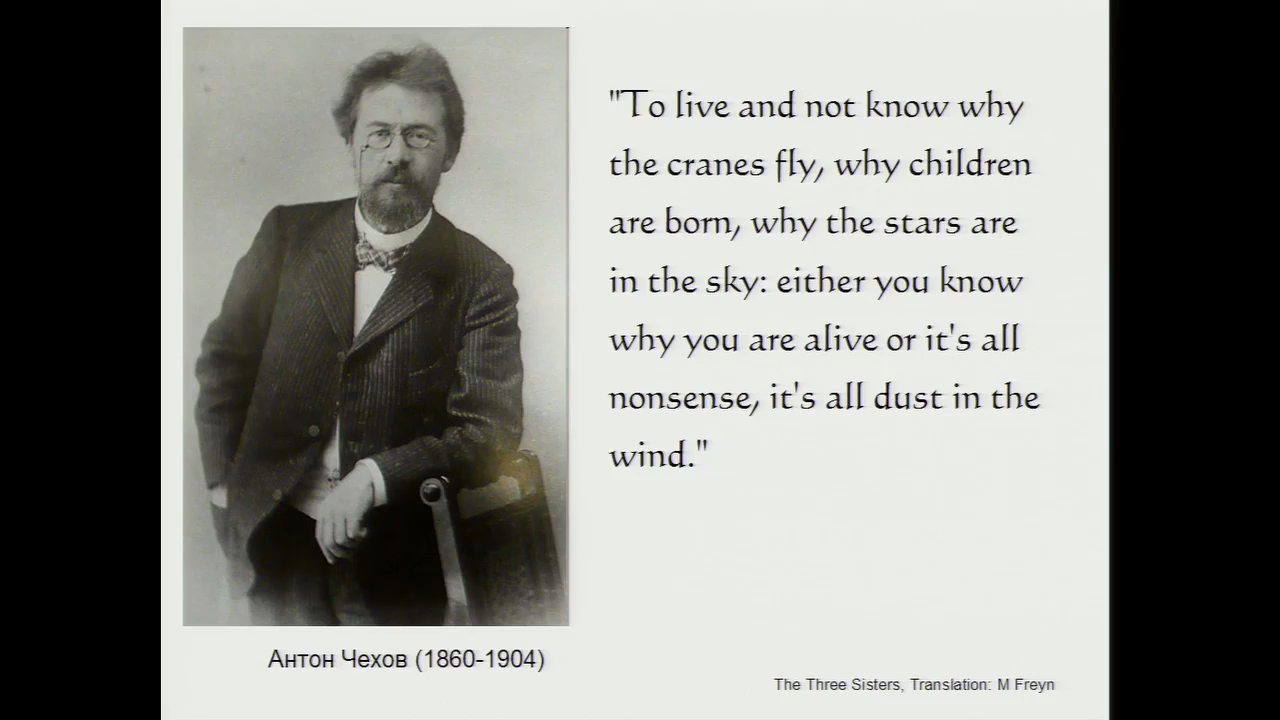 "To live and not know why
the cranes fly, why children
are born, why the stars are
in the sky: either you know
why you are alive or it's all
nonsense, it's all dust in the
wind."
Антон Чехов (1860-1904)
The Three Sisters, Translation: M Freyn